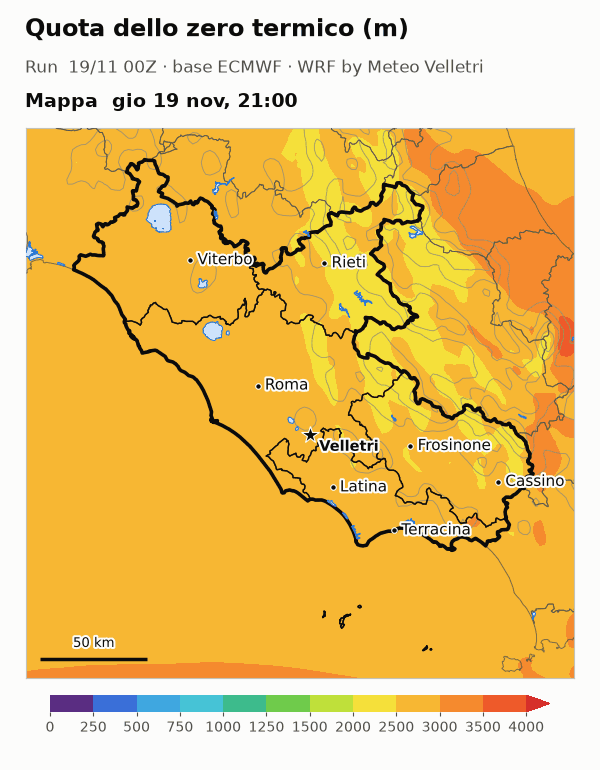 Quota dello zero termico (m)
Run  19/11 00Z · base ECMWF · WRF by Meteo Velletri
Mappa  gio 19 nov, 21:00
Viterbo
Rieti
Roma
Velletri
Frosinone
Latina
Cassino
Terracina
50 km
0 250 500 750 1000 1250 1500 2000 2500 3000 3500 4000